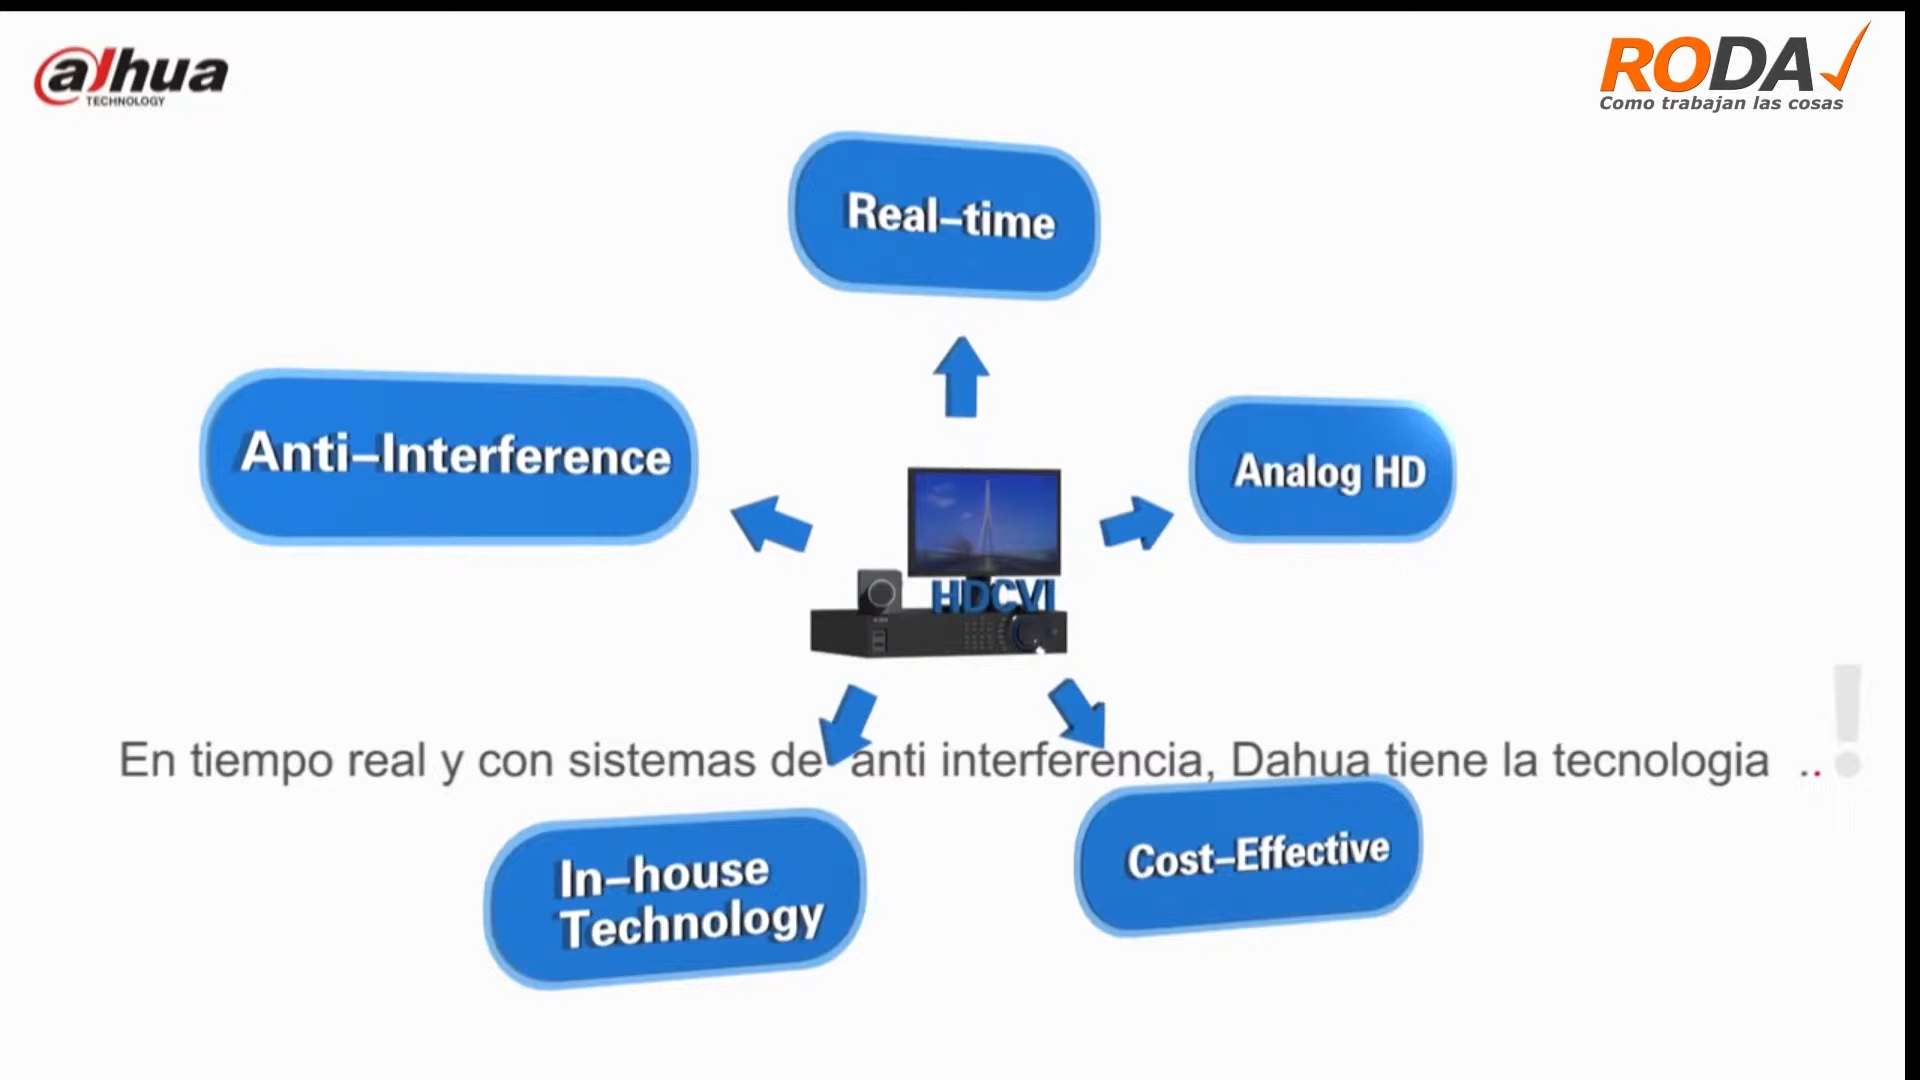 alhua
TECHNOLOGY
RODA
Como trabajan las cosas
Real-time
Anti-Interference
Analog HD
HDCVI
En tiempo real y con sistemas de anti interferencia, Dahua tiene la tecnologia ..!
In-house
Technology
Cost-Effective